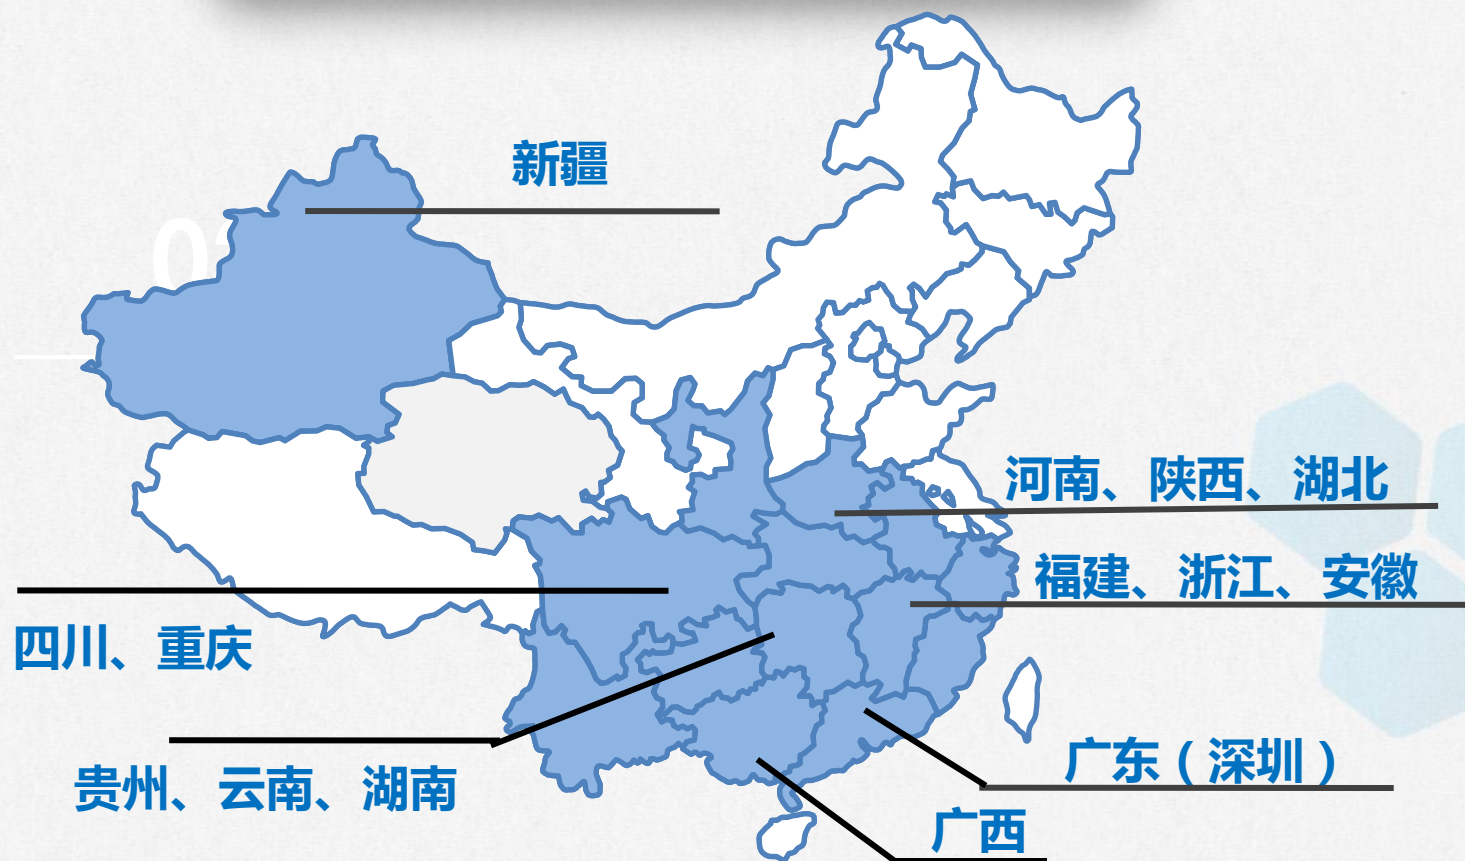 新疆
02
河南、陕西、湖北
福建、浙江、安徽
四川、重庆
广东（深圳）
贵州、云南、湖南
广西